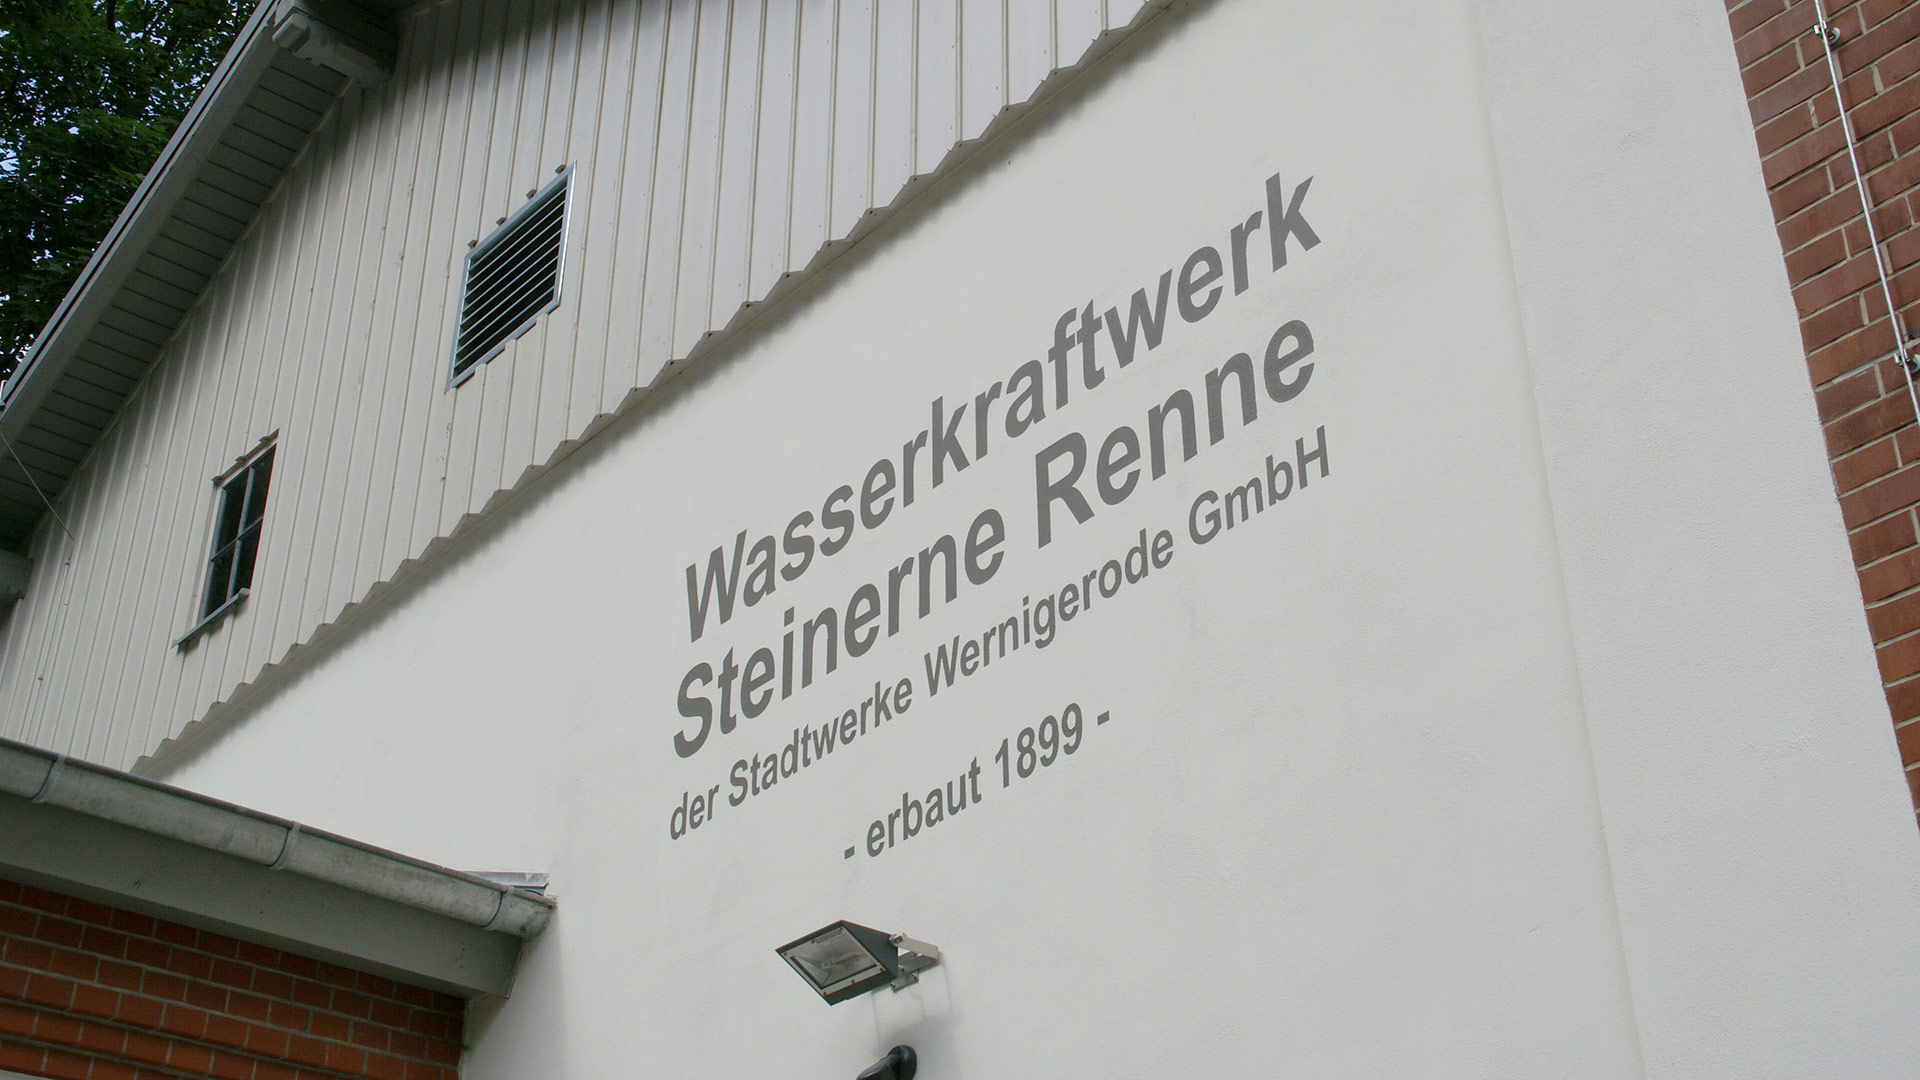 Wasserkraftwerk
Steinerne Renne
der Stadtwerke Wernigerode GmbH
- erbaut 1899 -